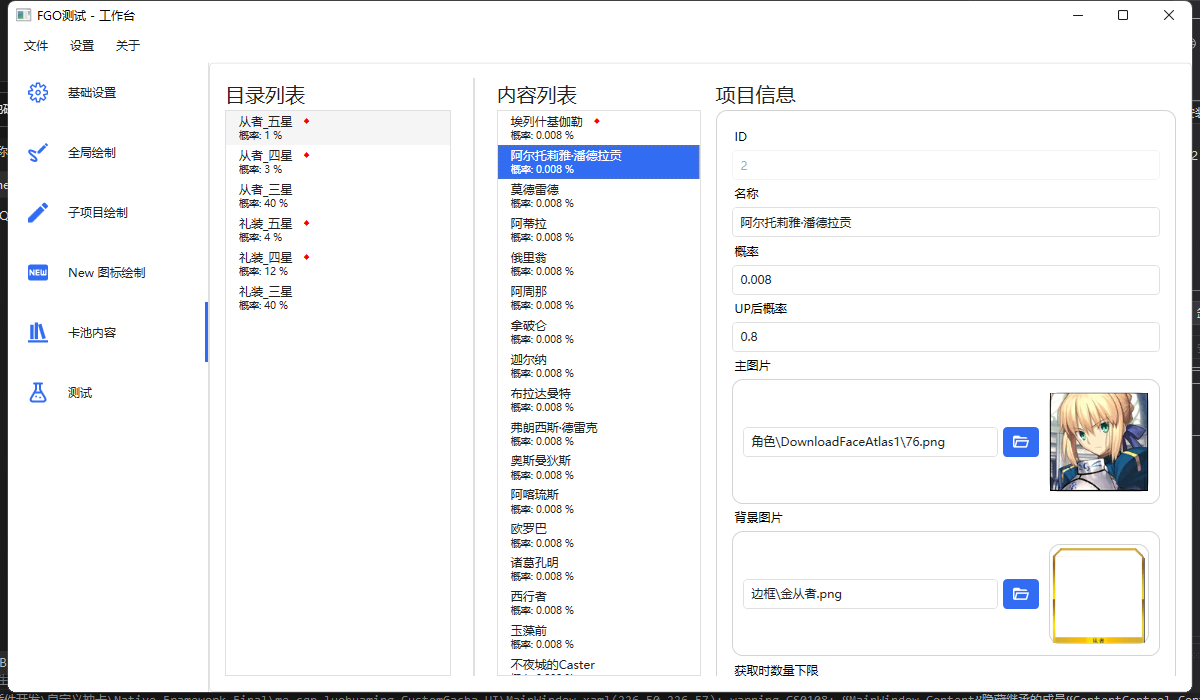 FGO测试 - 工作台
文件 设置 关于
基础设置
全局绘制
子项目绘制
NEW New 图标绘制
卡池内容
测试
目录列表
从者_五星
概率: 1 %
从者_四星
概率: 3 %
从者_三星
概率: 40 %
礼装_五星
概率: 4 %
礼装_四星
概率: 12 %
礼装_三星
概率: 40 %
内容列表
埃列什基伽勒
概率: 0.008 %
阿尔托莉雅·潘德拉贡
概率: 0.008 %
莫德雷德
概率: 0.008 %
阿蒂拉
概率: 0.008 %
俄里翁
概率: 0.008 %
阿周那
概率: 0.008 %
拿破仑
概率: 0.008 %
迦尔纳
概率: 0.008 %
布拉达曼特
概率: 0.008 %
弗朗西斯·德雷克
概率: 0.008 %
奥斯曼狄斯
概率: 0.008 %
阿喀琉斯
概率: 0.008 %
欧罗巴
概率: 0.008 %
诸葛孔明
概率: 0.008 %
西行者
概率: 0.008 %
玉藻前
概率: 0.008 %
不夜城的Caster
项目信息
ID
2
名称
阿尔托莉雅·潘德拉贡
概率
0.008
UP后概率
0.8
主图片
角色\DownloadFaceAtlas1\76.png
背景图片
边框\金从者.png
从者
获取时数量下限